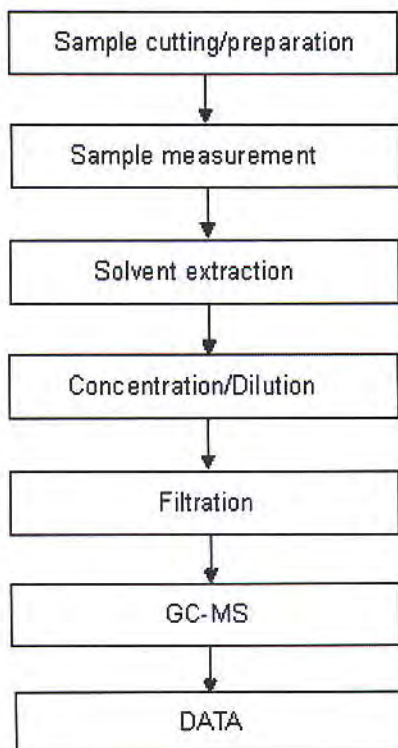 Sample cutting/preparation
Sample measurement
Solvent extraction
Concentration/Dilution
Filtration
GC-MS
DATA